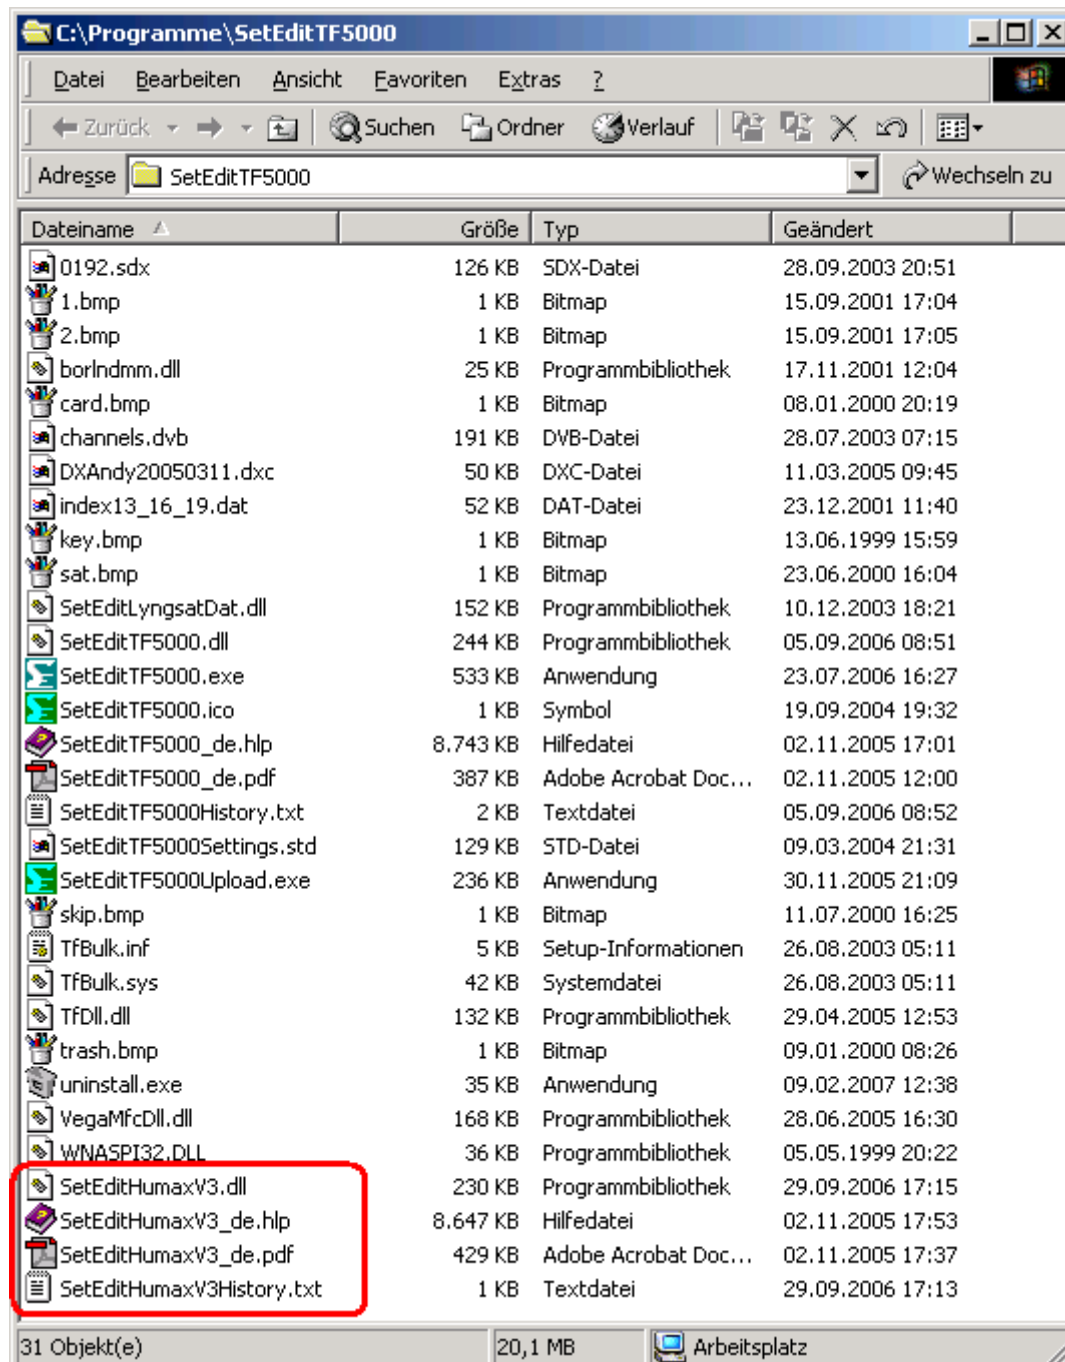 C:\Programme\SetEditTF5000
Datei Bearbeiten Ansicht Favoriten Extras ?
Zurück Suchen Ordner Verlauf
Adresse SetEditTF5000 Wechseln zu
Dateiname Größe Typ Geändert
0192.sdx 126 KB SDX-Datei 28.09.2003 20:51
1.bmp 1 KB Bitmap 15.09.2001 17:04
2.bmp 1 KB Bitmap 15.09.2001 17:05
borlndmm.dll 25 KB Programmbibliothek 17.11.2001 12:04
card.bmp 1 KB Bitmap 08.01.2000 20:19
channels.dvb 191 KB DVB-Datei 28.07.2003 07:15
DXAndy20050311.dxc 50 KB DXC-Datei 11.03.2005 09:45
index13_16_19.dat 52 KB DAT-Datei 23.12.2001 11:40
key.bmp 1 KB Bitmap 13.06.1999 15:59
sat.bmp 1 KB Bitmap 23.06.2000 16:04
SetEditLyngsatDat.dll 152 KB Programmbibliothek 10.12.2003 18:21
SetEditTF5000.dll 244 KB Programmbibliothek 05.09.2006 08:51
SetEditTF5000.exe 533 KB Anwendung 23.07.2006 16:27
SetEditTF5000.ico 1 KB Symbol 19.09.2004 19:32
SetEditTF5000_de.hlp 8.743 KB Hilfedatei 02.11.2005 17:01
SetEditTF5000_de.pdf 387 KB Adobe Acrobat Doc... 02.11.2005 12:00
SetEditTF5000History.txt 2 KB Textdatei 05.09.2006 08:52
SetEditTF5000Settings.std 129 KB STD-Datei 09.03.2004 21:31
SetEditTF5000Upload.exe 236 KB Anwendung 30.11.2005 21:09
skip.bmp 1 KB Bitmap 11.07.2000 16:25
TfBulk.inf 5 KB Setup-Informationen 26.08.2003 05:11
TfBulk.sys 42 KB Systemdatei 26.08.2003 05:11
TfDll.dll 132 KB Programmbibliothek 29.04.2005 12:53
trash.bmp 1 KB Bitmap 09.01.2000 08:26
uninstall.exe 35 KB Anwendung 09.02.2007 12:38
VegaMfcDll.dll 168 KB Programmbibliothek 28.06.2005 16:30
WNASPI32.DLL 36 KB Programmbibliothek 05.05.1999 20:22
SetEditHumaxV3.dll 230 KB Programmbibliothek 29.09.2006 17:15
SetEditHumaxV3_de.hlp 8.647 KB Hilfedatei 02.11.2005 17:53
SetEditHumaxV3_de.pdf 429 KB Adobe Acrobat Doc... 02.11.2005 17:37
SetEditHumaxV3History.txt 1 KB Textdatei 29.09.2006 17:13
31 Objekt(e) 20,1 MB Arbeitsplatz